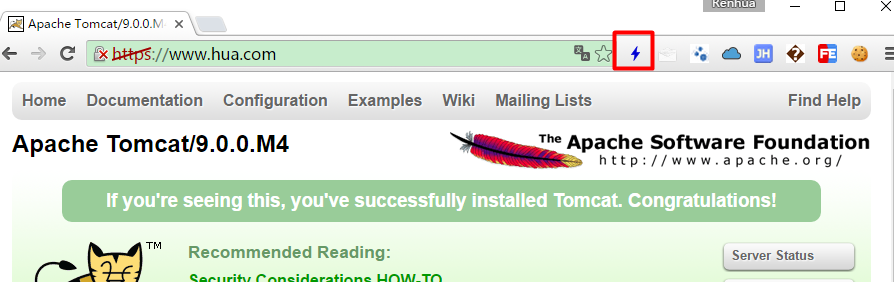 Renhua
Apache Tomcat/9.0.0.M4
https://www.hua.com
JH
FE
Home Documentation Configuration Examples Wiki Mailing Lists Find Help
Apache Tomcat/9.0.0.M4
The Apache Software Foundation
http://www.apache.org/
If you're seeing this, you've successfully installed Tomcat. Congratulations!
TM
Recommended Reading:
Server Status
Security Considerations HOW-TO